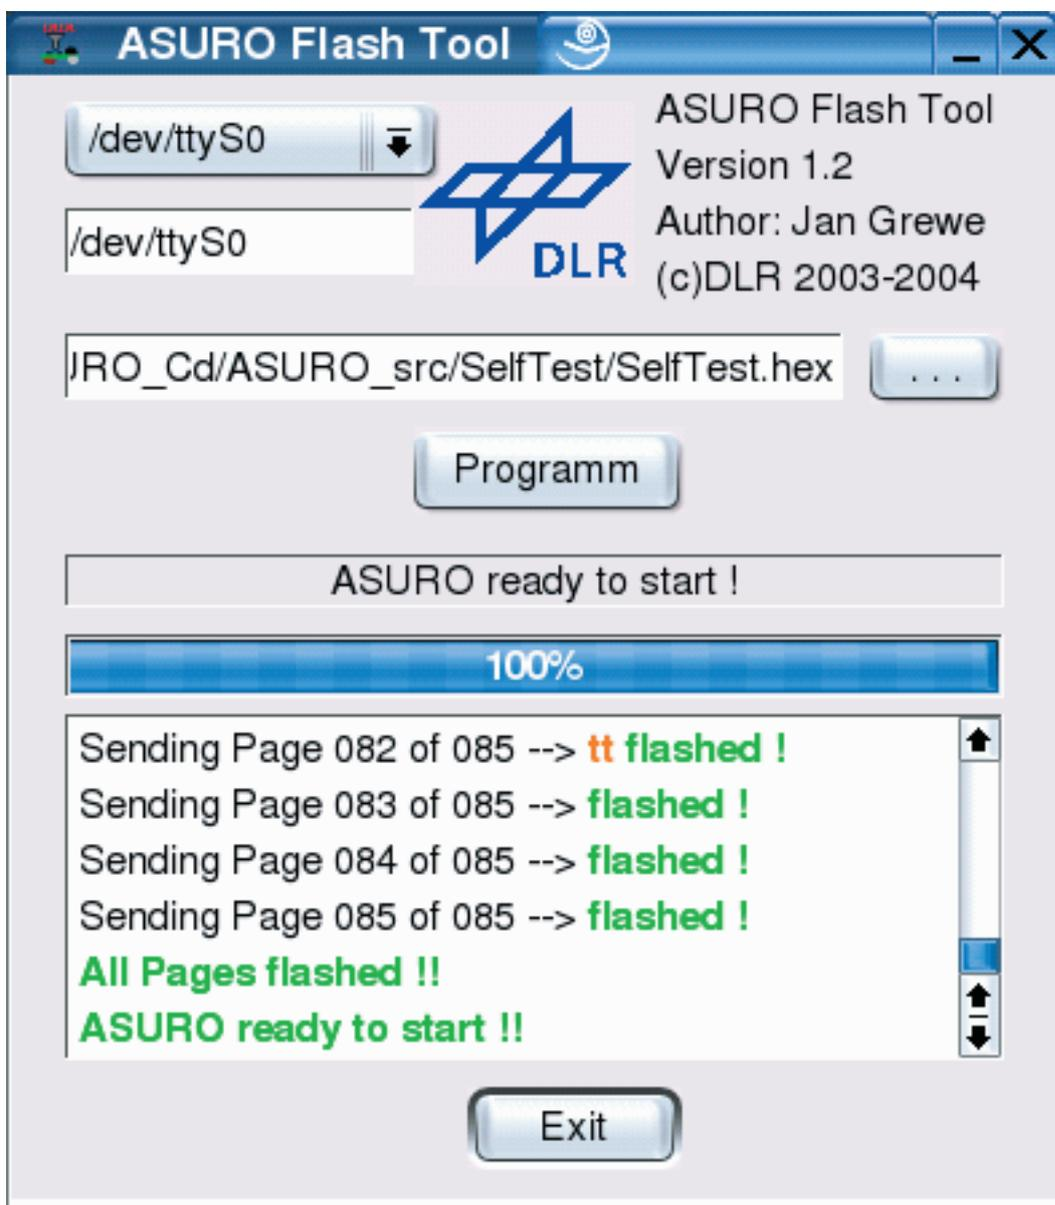 ASURO Flash Tool
/dev/ttyS0
/dev/ttyS0
DLR
ASURO Flash Tool
Version 1.2
Author: Jan Grewe
(c)DLR 2003-2004
JRO_Cd/ASURO_src/SelfTest/SelfTest.hex
. . .
Programm
ASURO ready to start !
100%
Sending Page 082 of 085 --> tt flashed !
Sending Page 083 of 085 --> flashed !
Sending Page 084 of 085 --> flashed !
Sending Page 085 of 085 --> flashed !
All Pages flashed !!
ASURO ready to start !!
Exit